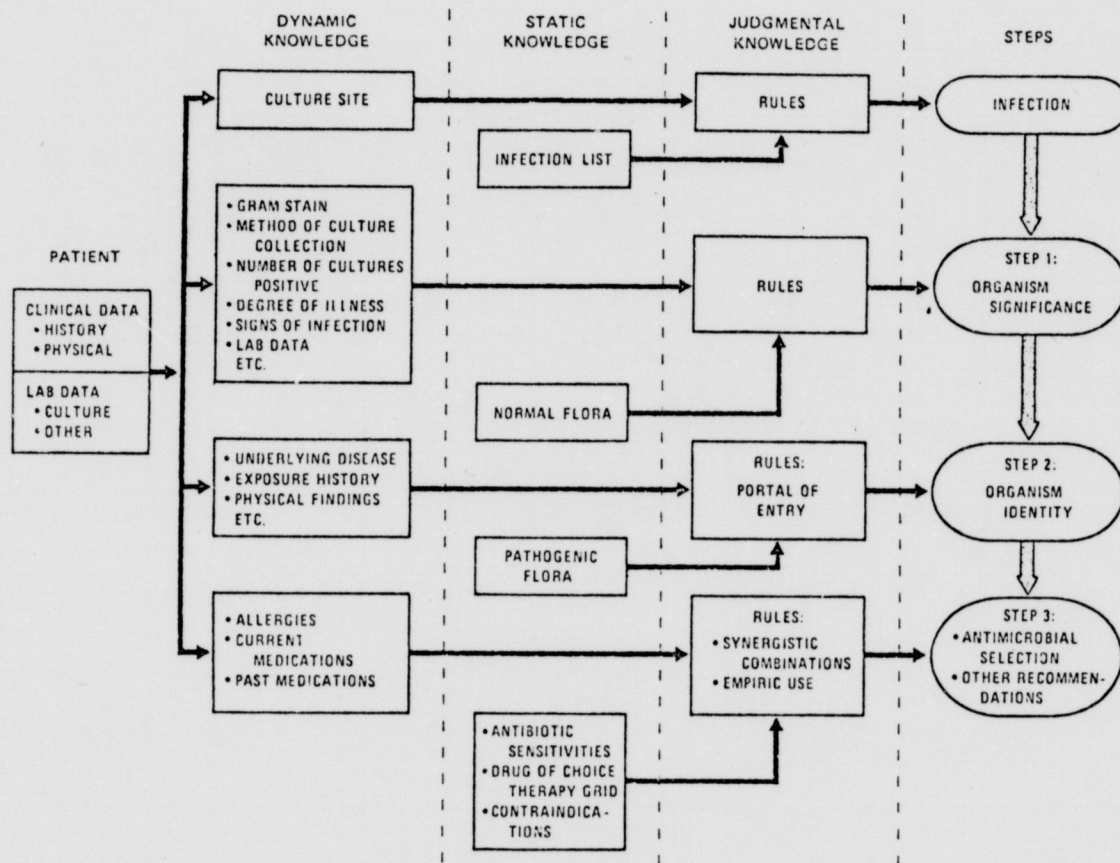 DYNAMIC
KNOWLEDGE
STATIC
KNOWLEDGE
JUDGMENTAL
KNOWLEDGE
STEPS
CULTURE SITE
RULES
INFECTION
INFECTION LIST
• GRAM STAIN
• METHOD OF CULTURE
COLLECTION
• NUMBER OF CULTURES
POSITIVE
• DEGREE OF ILLNESS
• SIGNS OF INFECTION
• LAB DATA
ETC.
RULES
STEP 1:
ORGANISM
SIGNIFICANCE
NORMAL FLORA
PATIENT
CLINICAL DATA
• HISTORY
• PHYSICAL
LAB DATA
• CULTURE
• OTHER
• UNDERLYING DISEASE
• EXPOSURE HISTORY
• PHYSICAL FINDINGS
ETC.
RULES:
PORTAL OF
ENTRY
STEP 2:
ORGANISM
IDENTITY
PATHOGENIC
FLORA
• ALLERGIES
• CURRENT
MEDICATIONS
• PAST MEDICATIONS
RULES:
• SYNERGISTIC
COMBINATIONS
• EMPIRIC USE
STEP 3:
• ANTIMICROBIAL
SELECTION
• OTHER RECOMMEN-
DATIONS
• ANTIBIOTIC
SENSITIVITIES
• DRUG OF CHOICE
THERAPY GRID
• CONTRAINDICA-
TIONS